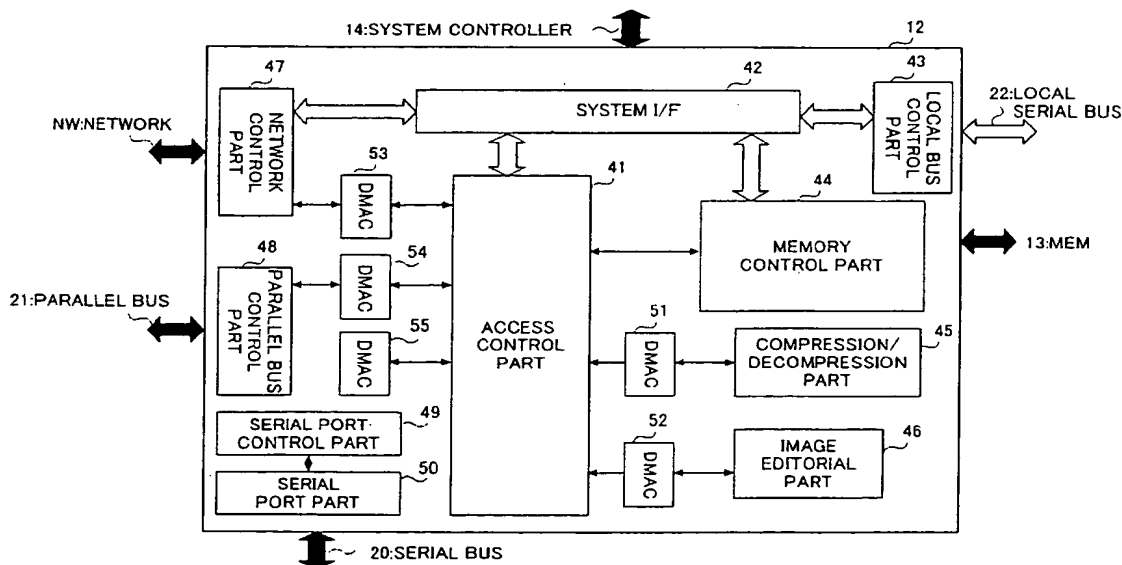 14:SYSTEM CONTROLLER
12
47
42
43
SYSTEM I/F
NETWORK
CONTROL
PART
LOCAL BUS
CONTROL
PART
22:LOCAL
SERIAL BUS
NW:NETWORK
53
DMAC
41
44
MEMORY
CONTROL PART
13:MEM
48
54
DMAC
PARALLEL BUS
CONTROL
PART
21:PARALLEL BUS
55
DMAC
ACCESS
CONTROL
PART
51
DMAC
45
COMPRESSION/
DECOMPRESSION
PART
49
SERIAL PORT
CONTROL PART
52
DMAC
46
IMAGE
EDITORIAL
PART
50
SERIAL
PORT PART
20:SERIAL BUS